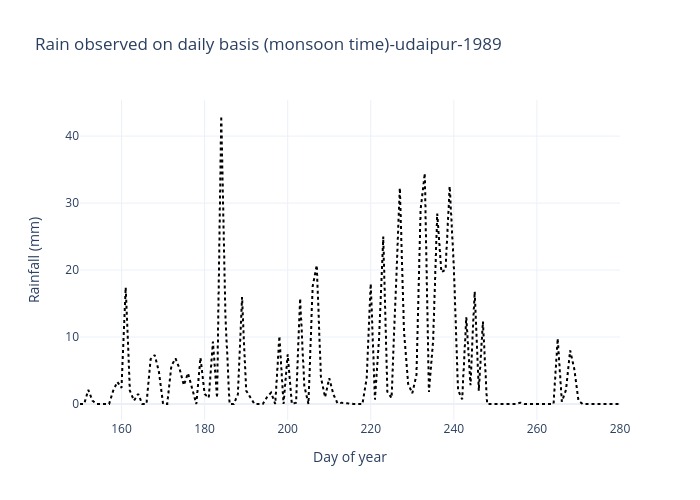 Rain observed on daily basis (monsoon time)-udaipur-1989
40
30
20
10
0
Rainfall (mm)
160 180 200 220 240 260 280
Day of year